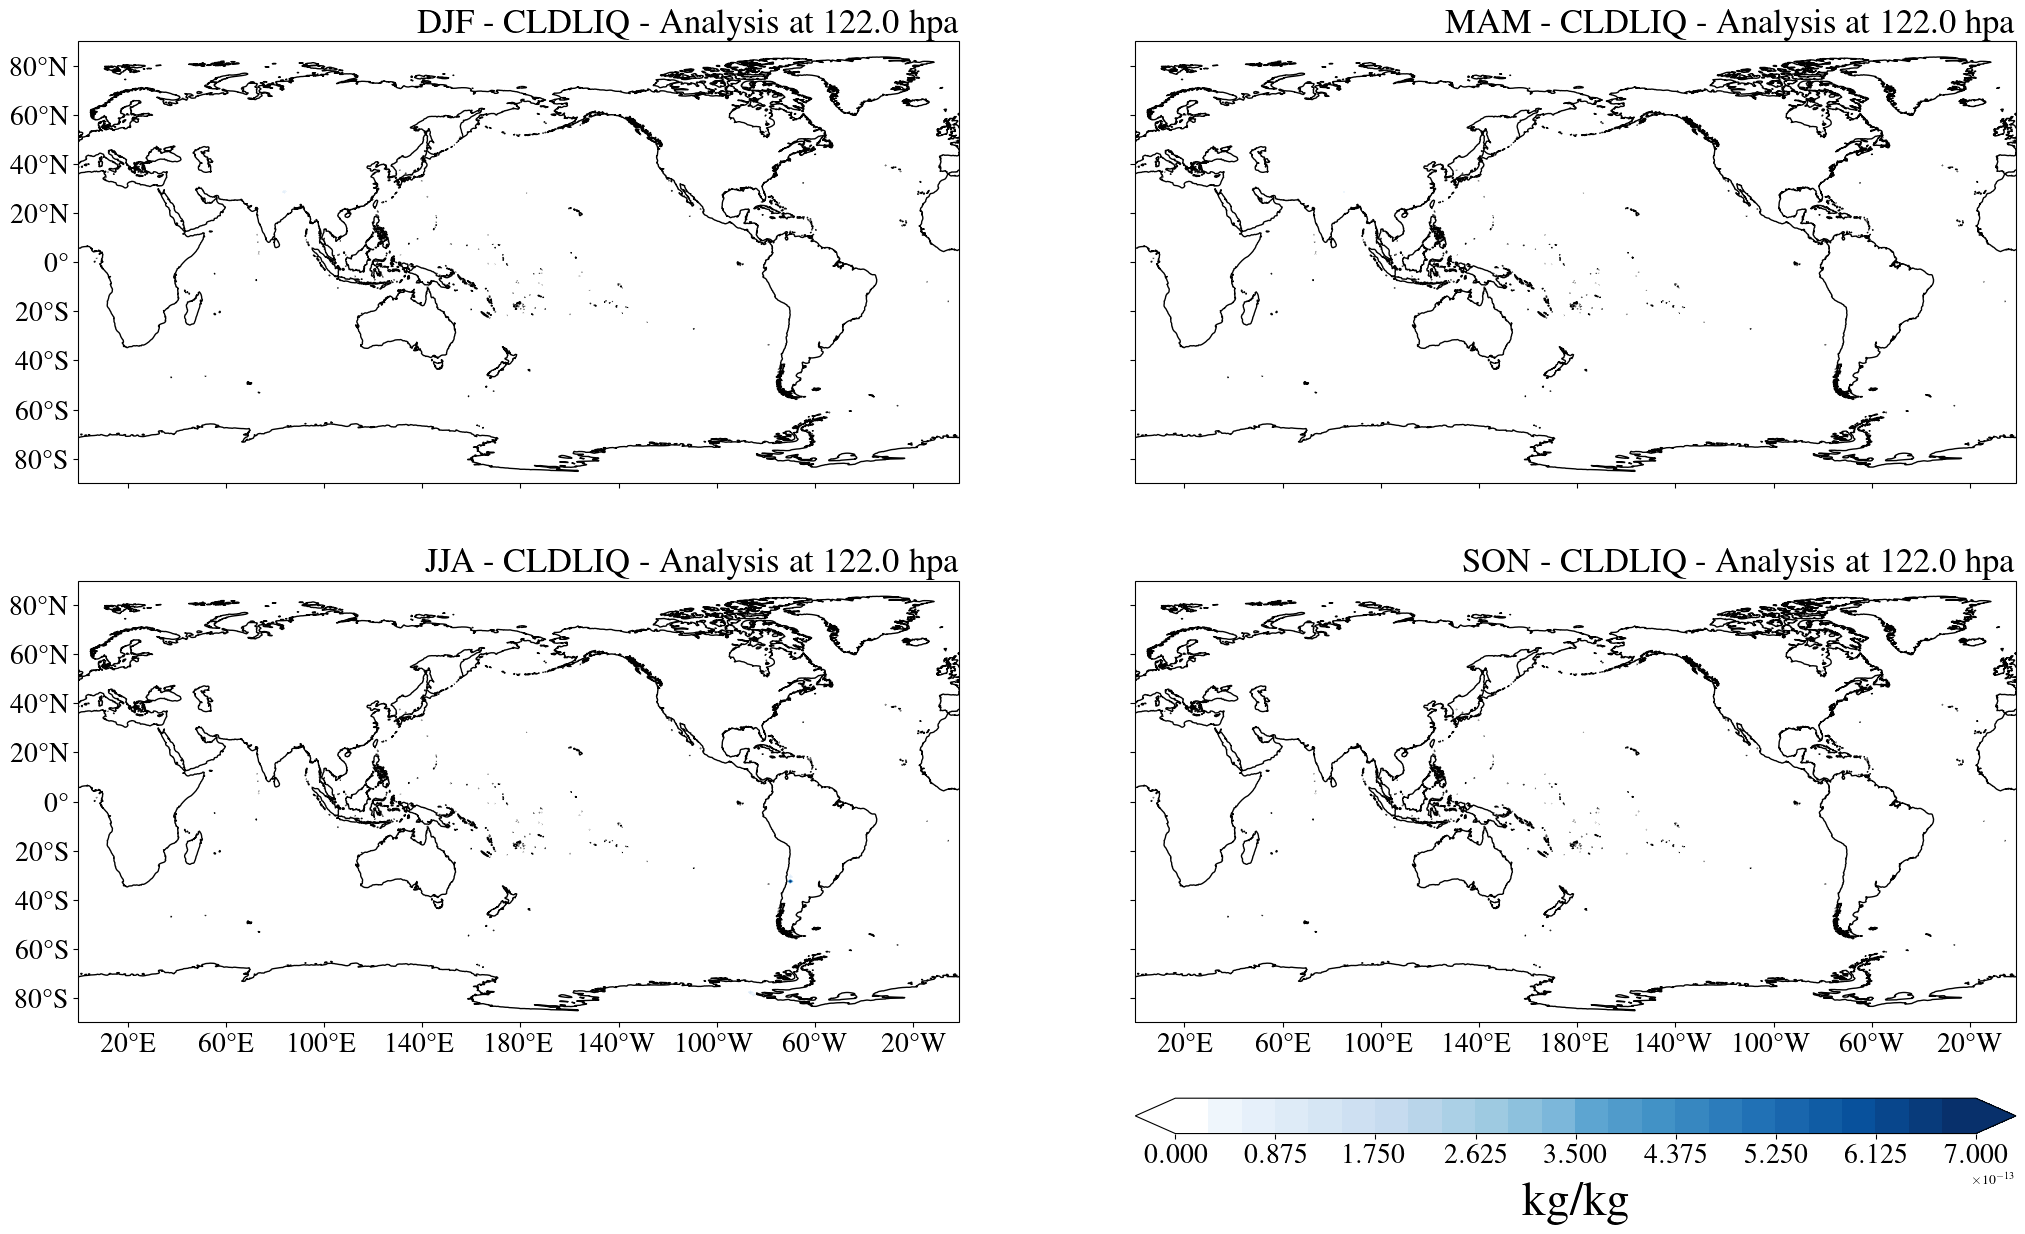 DJF - CLDLIQ - Analysis at 122.0 hpa
MAM - CLDLIQ - Analysis at 122.0 hpa
80°N
60°N
40°N
20°N
0°
20°S
40°S
60°S
80°S
JJA - CLDLIQ - Analysis at 122.0 hpa
SON - CLDLIQ - Analysis at 122.0 hpa
80°N
60°N
40°N
20°N
0°
20°S
40°S
60°S
80°S
20°E 60°E 100°E 140°E 180°E 140°W 100°W 60°W 20°W
20°E 60°E 100°E 140°E 180°E 140°W 100°W 60°W 20°W
0.000 0.875 1.750 2.625 3.500 4.375 5.250 6.125 7.000
×10⁻¹³
kg/kg